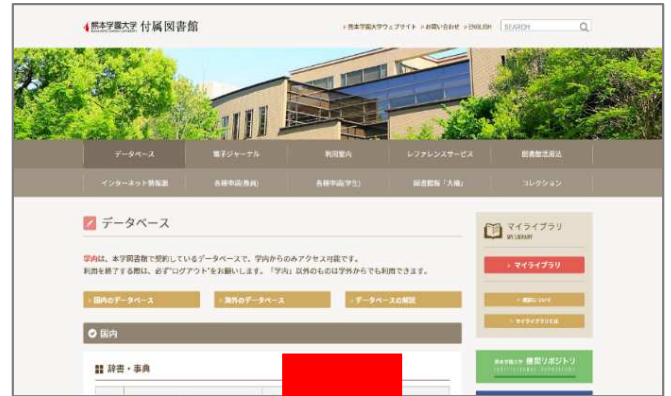 熊本学園大学 付属図書館
熊本学園大学ウェブサイト お問い合わせ ENGLISH SEARCH
データベース 電子ジャーナル 利用案内 レファレンスサービス 図書館活用法
インターネット情報源 各種申請(教員) 各種申請(学生) 図書館報「大楠」 コレクション
データベース
学内は、本学図書館で契約しているデータベースで、学内からのみアクセス可能です。
利用を終了する際は、必ず"ログアウト"をお願いします。「学内」以外のものは学外からでも利用できます。
国内のデータベース 海外のデータベース データベースの解説
国内
辞書・事典
マイライブラリ
MY LIBRARY
マイライブラリ
マイライブラリとは
熊本学園大学 機関リポジトリ
INSTITUTIONAL REPOSITORY